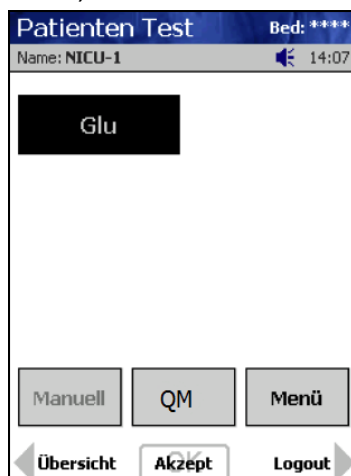 Patienten Test Bed: ****
Name: NICU-1 14:07
Glu
Manuell QM Menü
Übersicht Akzept Logout